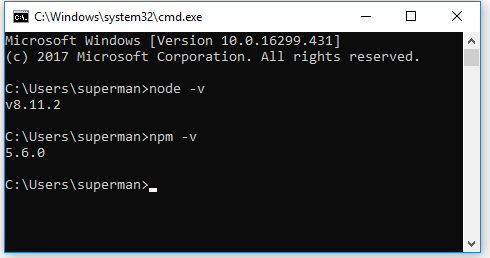 C:\Windows\system32\cmd.exe
Microsoft Windows [Version 10.0.16299.431]
(c) 2017 Microsoft Corporation. All rights reserved.
C:\Users\superman>node -v
v8.11.2
C:\Users\superman>npm -v
5.6.0
C:\Users\superman>